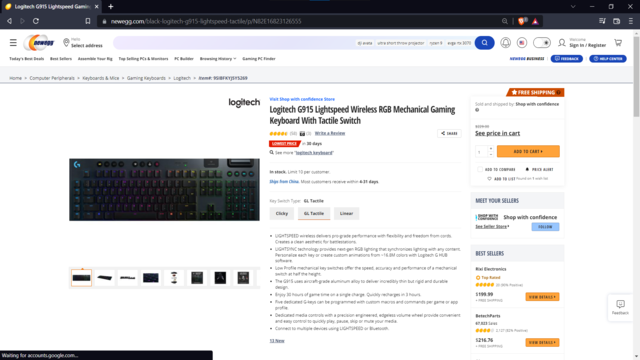 Logitech G915 Lightspeed Gaming
newegg.com/black-logitech-g915-lightspeed-tactile/p/N82E16823126555
newegg
Hello
Select address
evatis
ultra short throw projector
ryzen 9
evga rtx 3070
Welcome
Sign In / Register
Today's Best Deals
Best Sellers
Assemble Your Rig
Top Selling PCs & Monitors
PC Builder
Browsing History
Gaming PC Finder
NEWEGG BUSINESS
FEEDBACK
HELP CENTER
Home > Computer Peripherals > Keyboards & Mice > Gaming Keyboards > Logitech > Item#: 9SIBFKYJ5Y5269
FREE SHIPPING
logitech
Visit Shop with confidence Store
Logitech G915 Lightspeed Wireless RGB Mechanical Gaming
Keyboard With Tactile Switch
Write a Review
SHARE
LOWEST PRICE in 30 days
See more "logitech keyboard"
In stock. Limit 10 per customer
Ships from China. Most customers receive within 4-31 days.
Key Switch Type: GL Tactile
Clicky
GL Tactile
Linear
LIGHTSPEED wireless delivers pro-grade performance with flexibility and freedom from cords.
Creates a clean aesthetic for battlestations.
LIGHTSYNC technology provides next-gen RGB lighting that synchronizes lighting with any content.
Personalize each key or create custom animations from ~16.8M colors with Logitech G HUB
software.
Low Profile mechanical key switches offer the speed, accuracy and performance of a mechanical
switch at half the height.
The G915 uses aircraft-grade aluminum alloy to deliver incredibly thin but rigid and durable
design.
Enjoy 30 hours of game time on a single charge. Quickly recharges in 3 hours.
Five dedicated G-keys can be programmed with custom macros and commands per game or app
profile.
Dedicated media controls with a precision engineered, edgeless volume wheel provide convenient
and easy control to quickly play, pause, skip or mute your media.
Connect to multiple devices using LIGHTSPEED or Bluetooth.
13 New
Sold and shipped by: Shop with confidence
See price in cart
1
ADD TO CART
ADD TO COMPARE
PRICE ALERT
ADD TO LIST
MEET YOUR SELLERS
SHOP WITH
CONFIDENCE
Shop with confidence
See Seller Store
FOLLOW
BEST SELLERS
Rixi Electronics
Top Rated
$199.99
+ FREE SHIPPING
VIEW DETAILS
BetechParts
$216.76
+ FREE SHIPPING
VIEW DETAILS
Feedback
Waiting for accounts.google.com...